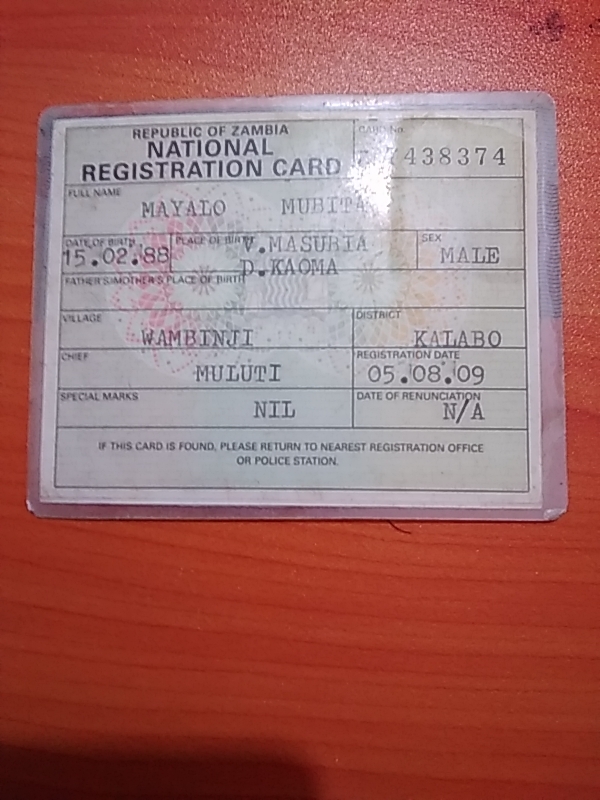 REPUBLIC OF ZAMBIA
NATIONAL
REGISTRATION CARD
CARD No.
438374
FULL NAME
MAYALO MUBITA
DATE OF BIRTH
15.02.88
PLACE OF BIRTH
V.MASURIA
D.KAOMA
SEX
MALE
FATHER'S/MOTHER'S PLACE OF BIRTH
VILLAGE
WAMBINJI
DISTRICT
KALABO
CHIEF
MULUTI
REGISTRATION DATE
05.08.09
SPECIAL MARKS
NIL
DATE OF RENUNCIATION
N/A
IF THIS CARD IS FOUND, PLEASE RETURN TO NEAREST REGISTRATION OFFICE
OR POLICE STATION.